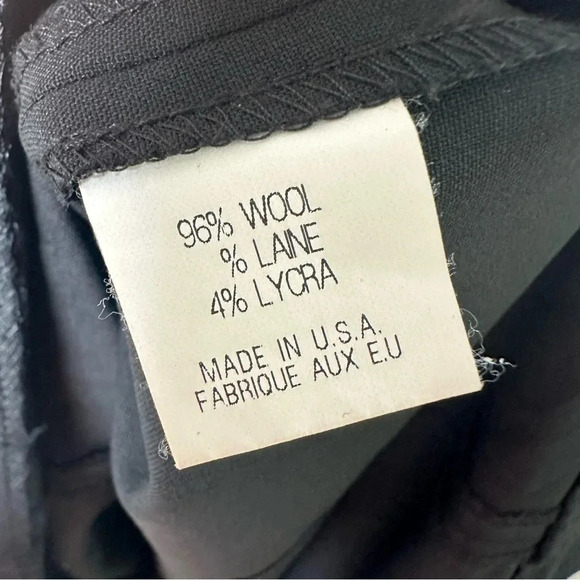 96% WOOL
% LAINE
4% LYCRA
MADE IN U.S.A.
FABRIQUE AUX E.U